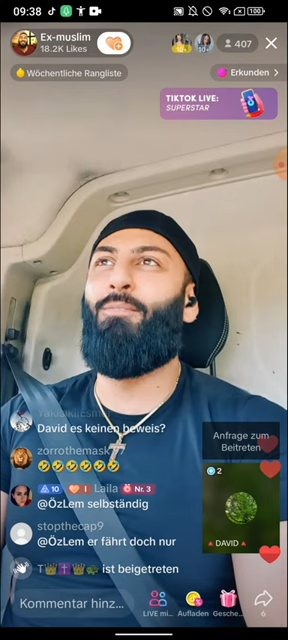 09:38
100
Ex-muslim
18.2K Likes
407
Wöchentliche Rangliste
Erkunden
TIKTOK LIVE:
SUPERSTAR
David es keinen beweis?
zorrothemask
10 I Laila Nr. 3
@ÖzLem selbständig
stopthecap9
@ÖzLem er fährt doch nur
T ist beigetreten
Anfrage zum
Beitreten
2
DAVID
Kommentar hinz...
LIVE mi...
Aufladen
Gesche...
6